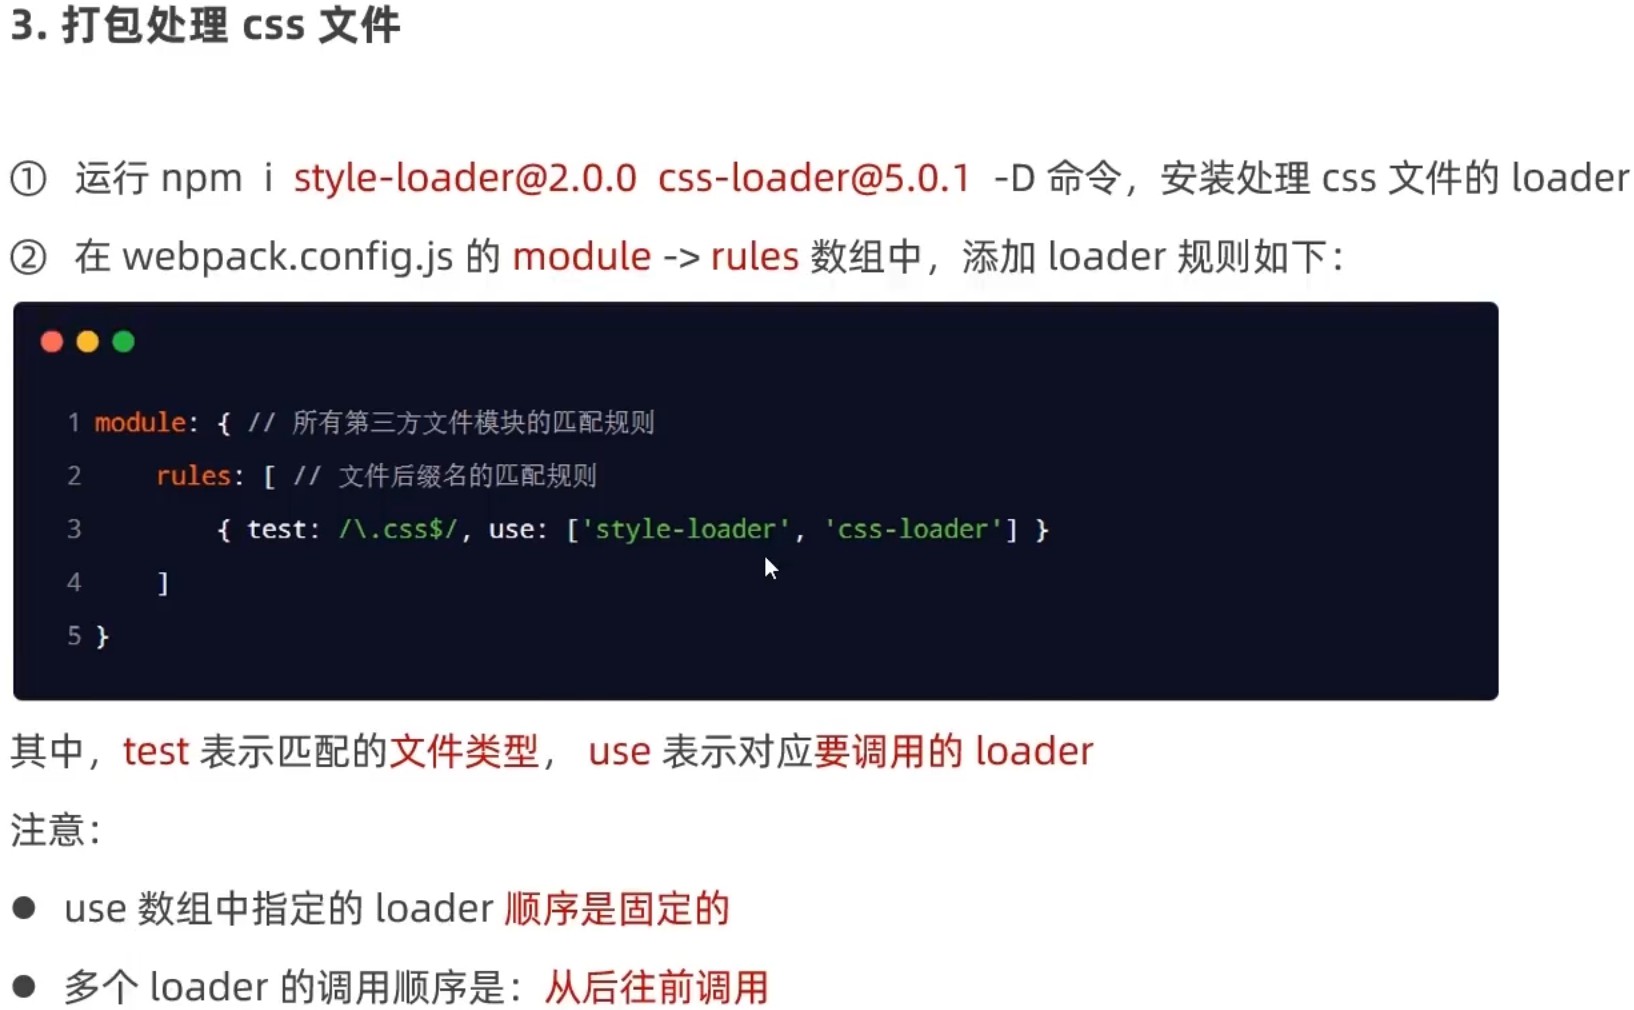 3. 打包处理 css 文件
① 运行 npm i style-loader@2.0.0 css-loader@5.0.1 -D 命令，安装处理 css 文件的 loader
② 在 webpack.config.js 的 module -> rules 数组中，添加 loader 规则如下：
1 module: { // 所有第三方文件模块的匹配规则
2     rules: [ // 文件后缀名的匹配规则
3         { test: /\.css$/, use: ['style-loader', 'css-loader'] }
4     ]
5 }
其中，test 表示匹配的文件类型， use 表示对应要调用的 loader
注意：
● use 数组中指定的 loader 顺序是固定的
● 多个 loader 的调用顺序是：从后往前调用